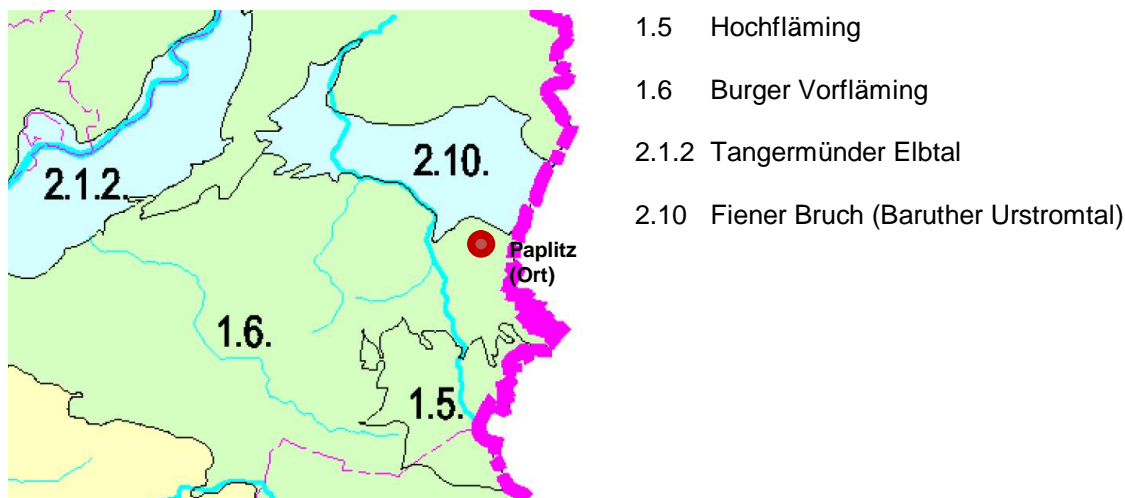 2.1.2.
2.10.
Paplitz
(Ort)
1.6.
1.5.
1.5 Hochfläming
1.6 Burger Vorfläming
2.1.2 Tangermünder Elbtal
2.10 Fiener Bruch (Baruther Urstromtal)